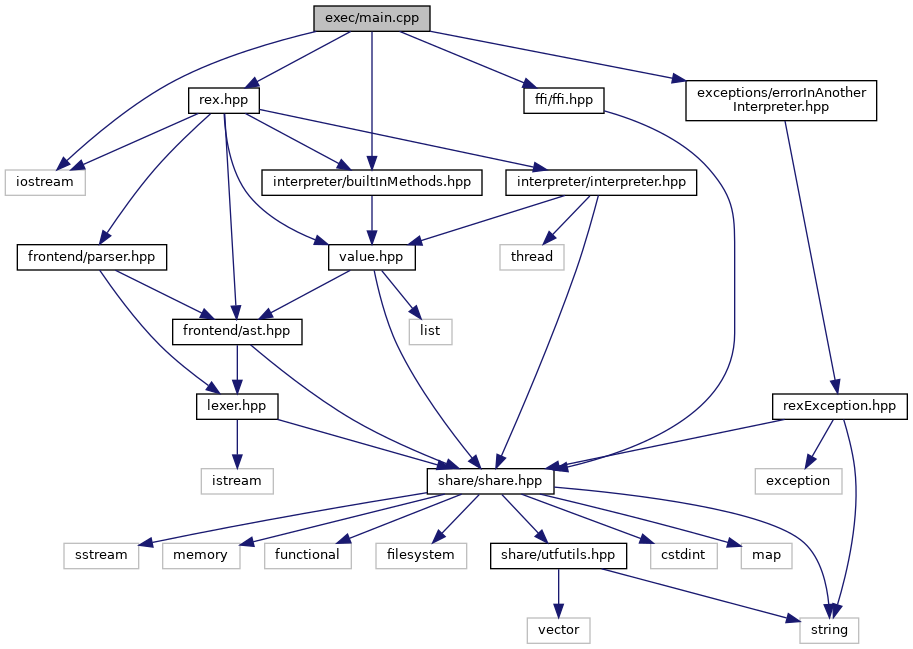 exec/main.cpp
rex.hpp
ffi/ffi.hpp
exceptions/errorInAnother
Interpreter.hpp
iostream
interpreter/builtInMethods.hpp
interpreter/interpreter.hpp
frontend/parser.hpp
value.hpp
thread
frontend/ast.hpp
list
lexer.hpp
rexException.hpp
istream
share/share.hpp
exception
sstream
memory
functional
filesystem
share/utfutils.hpp
cstdint
map
vector
string